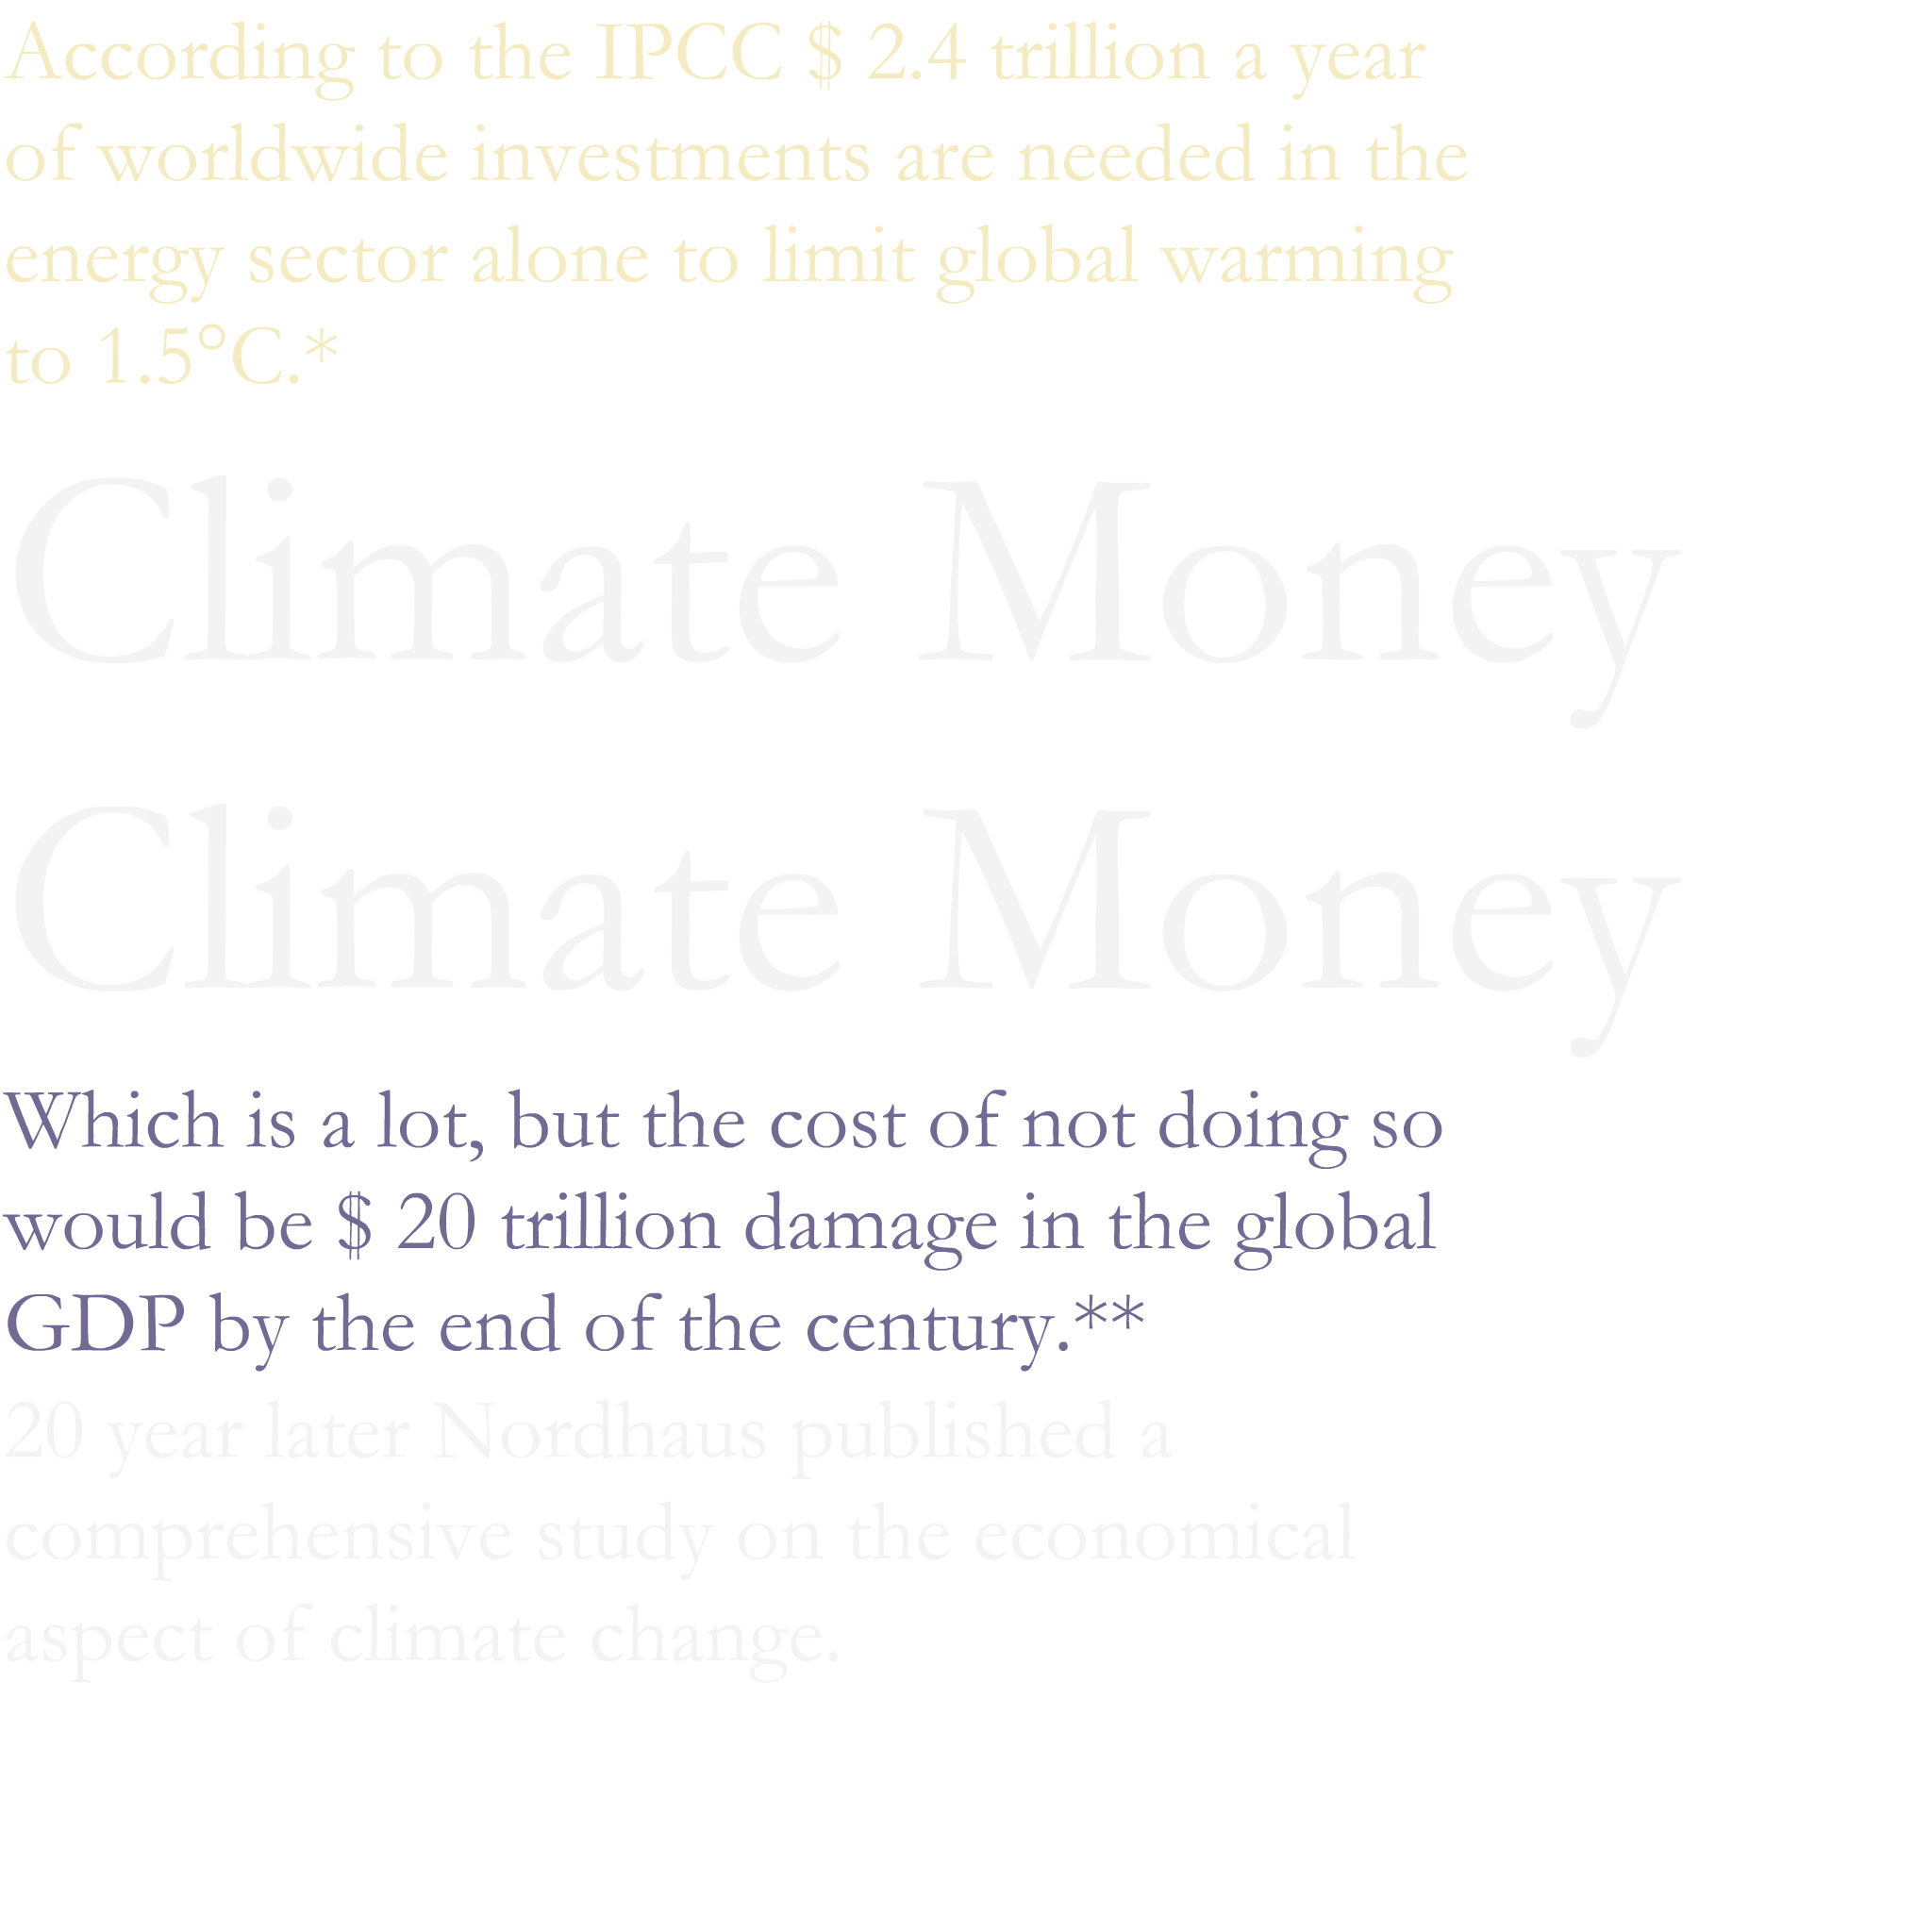 According to the IPCC $ 2.4 trillion a year
of worldwide investments are needed in the
energy sector alone to limit global warming
to 1.5°C.*
Climate Money
Climate Money
Which is a lot, but the cost of not doing so
would be $ 20 trillion damage in the global
GDP by the end of the century.**
20 year later Nordhaus published a
comprehensive study on the economical
aspect of climate change.